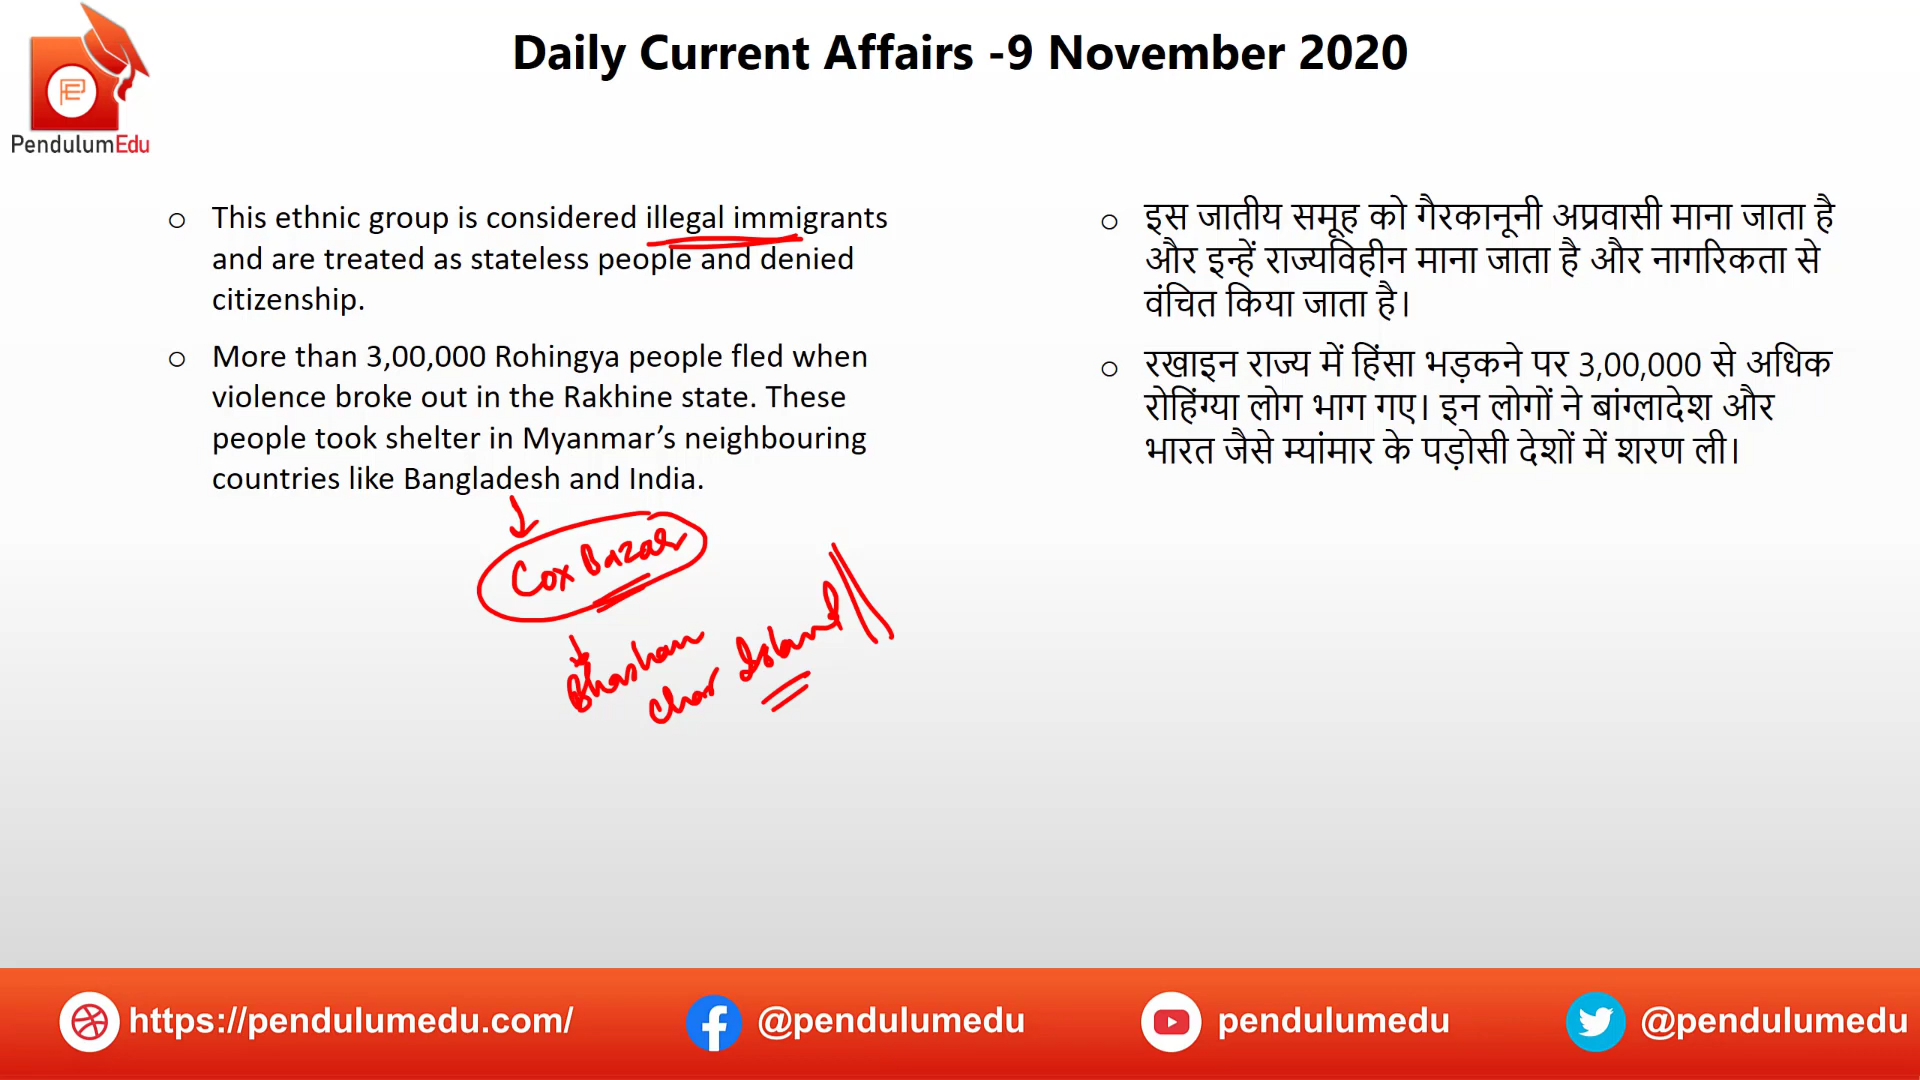 Daily Current Affairs -9 November 2020
PendulumEdu
This ethnic group is considered illegal immigrants
and are treated as stateless people and denied
citizenship.
More than 3,00,000 Rohingya people fled when
violence broke out in the Rakhine state. These
people took shelter in Myanmar’s neighbouring
countries like Bangladesh and India.
Cox Bazar
Bhashan
Char Island
इस जातीय समूह को गैरकानूनी अप्रवासी माना जाता है
और इन्हें राज्यविहीन माना जाता है और नागरिकता से
वंचित किया जाता है।
रखाइन राज्य में हिंसा भड़कने पर 3,00,000 से अधिक
रोहिंग्या लोग भाग गए। इन लोगों ने बांग्लादेश और
भारत जैसे म्यांमार के पड़ोसी देशों में शरण ली।
https://pendulumedu.com/
@pendulumedu
pendulumedu
@pendulumedu